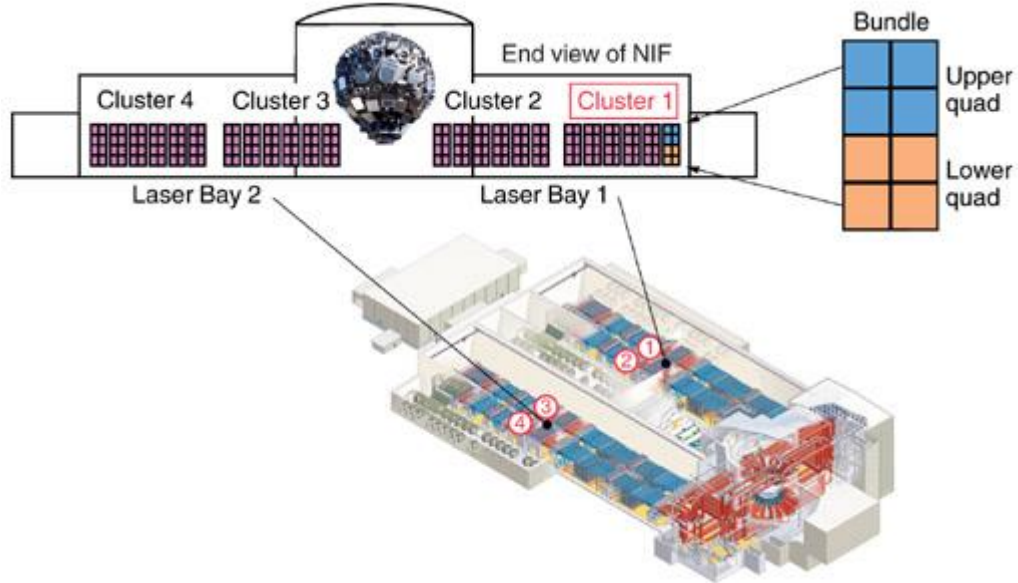 End view of NIF
Bundle
Cluster 4
Cluster 3
Cluster 2
Cluster 1
Upper
quad
Lower
quad
Laser Bay 2
Laser Bay 1
1
2
3
4